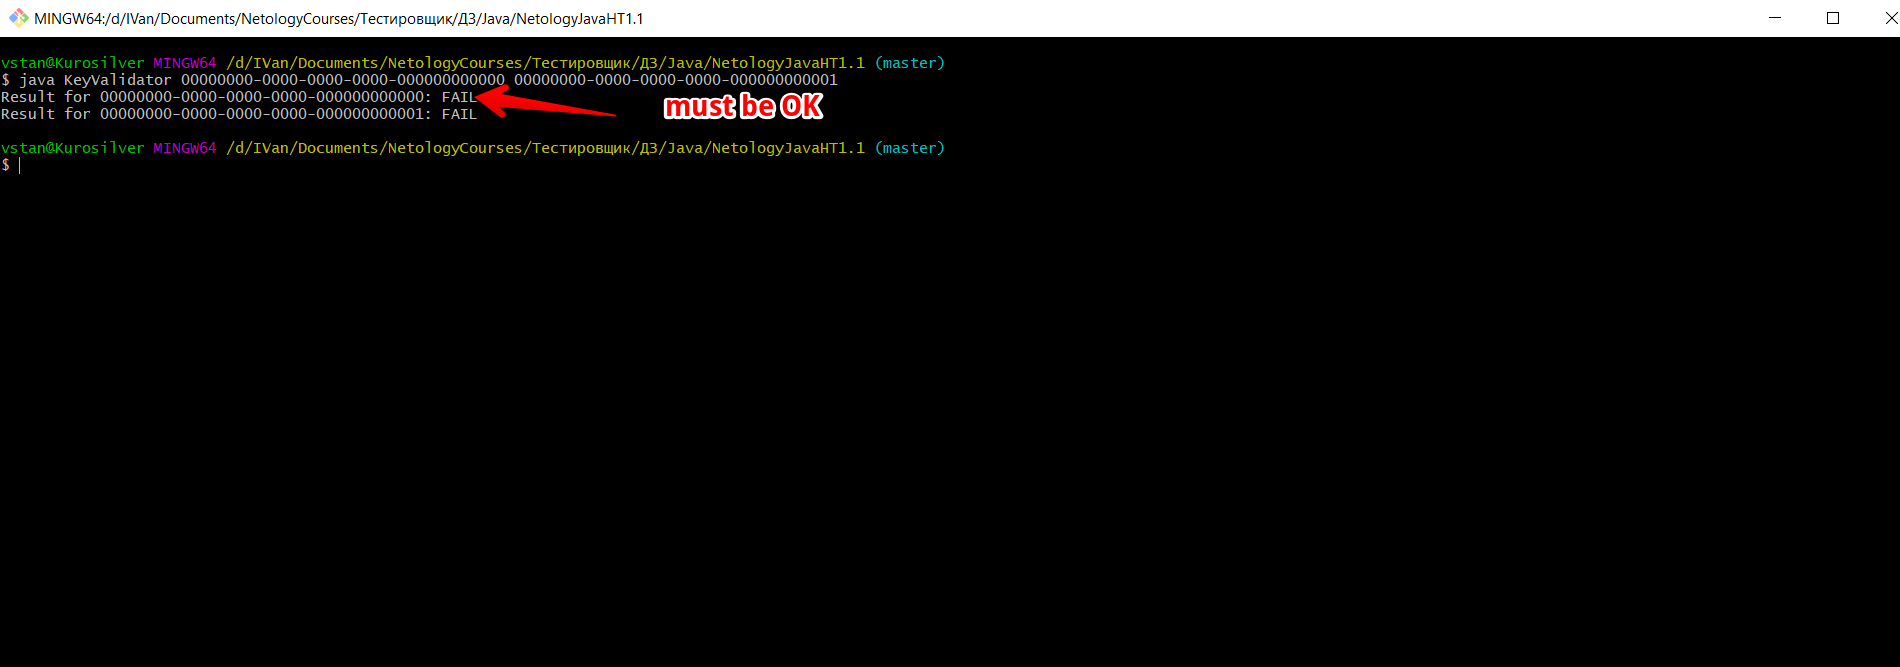 MINGW64:/d/IVan/Documents/NetologyCourses/Тестировщик/ДЗ/Java/NetologyJavaHT1.1
vstan@Kurosilver MINGW64 /d/IVan/Documents/NetologyCourses/Тестировщик/ДЗ/Java/NetologyJavaHT1.1 (master)
$ java KeyValidator 00000000-0000-0000-0000-000000000000 00000000-0000-0000-0000-000000000001
Result for 00000000-0000-0000-0000-000000000000: FAIL
must be OK
Result for 00000000-0000-0000-0000-000000000001: FAIL
vstan@Kurosilver MINGW64 /d/IVan/Documents/NetologyCourses/Тестировщик/ДЗ/Java/NetologyJavaHT1.1 (master)
$